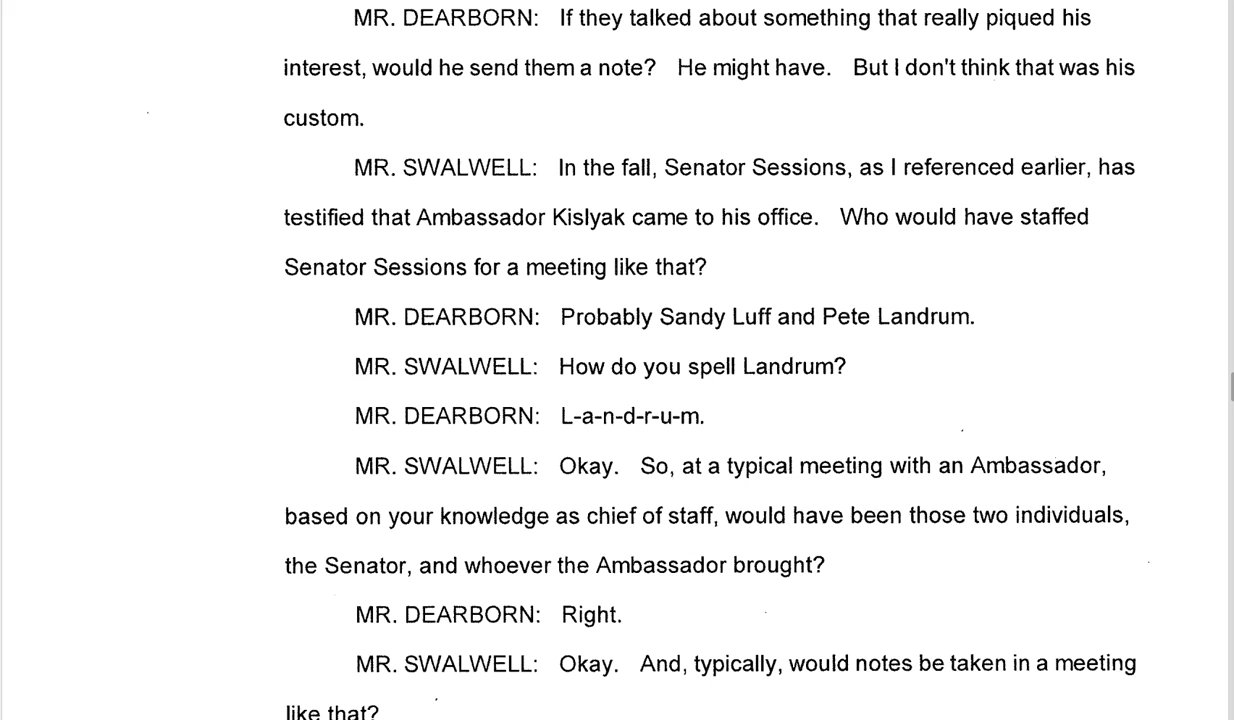 MR. DEARBORN: If they talked about something that really piqued his
interest, would he send them a note? He might have. But I don't think that was his
custom.
MR. SWALWELL: In the fall, Senator Sessions, as I referenced earlier, has
testified that Ambassador Kislyak came to his office. Who would have staffed
Senator Sessions for a meeting like that?
MR. DEARBORN: Probably Sandy Luff and Pete Landrum.
MR. SWALWELL: How do you spell Landrum?
MR. DEARBORN: L-a-n-d-r-u-m.
MR. SWALWELL: Okay. So, at a typical meeting with an Ambassador,
based on your knowledge as chief of staff, would have been those two individuals,
the Senator, and whoever the Ambassador brought?
MR. DEARBORN: Right.
MR. SWALWELL: Okay. And, typically, would notes be taken in a meeting
like that?